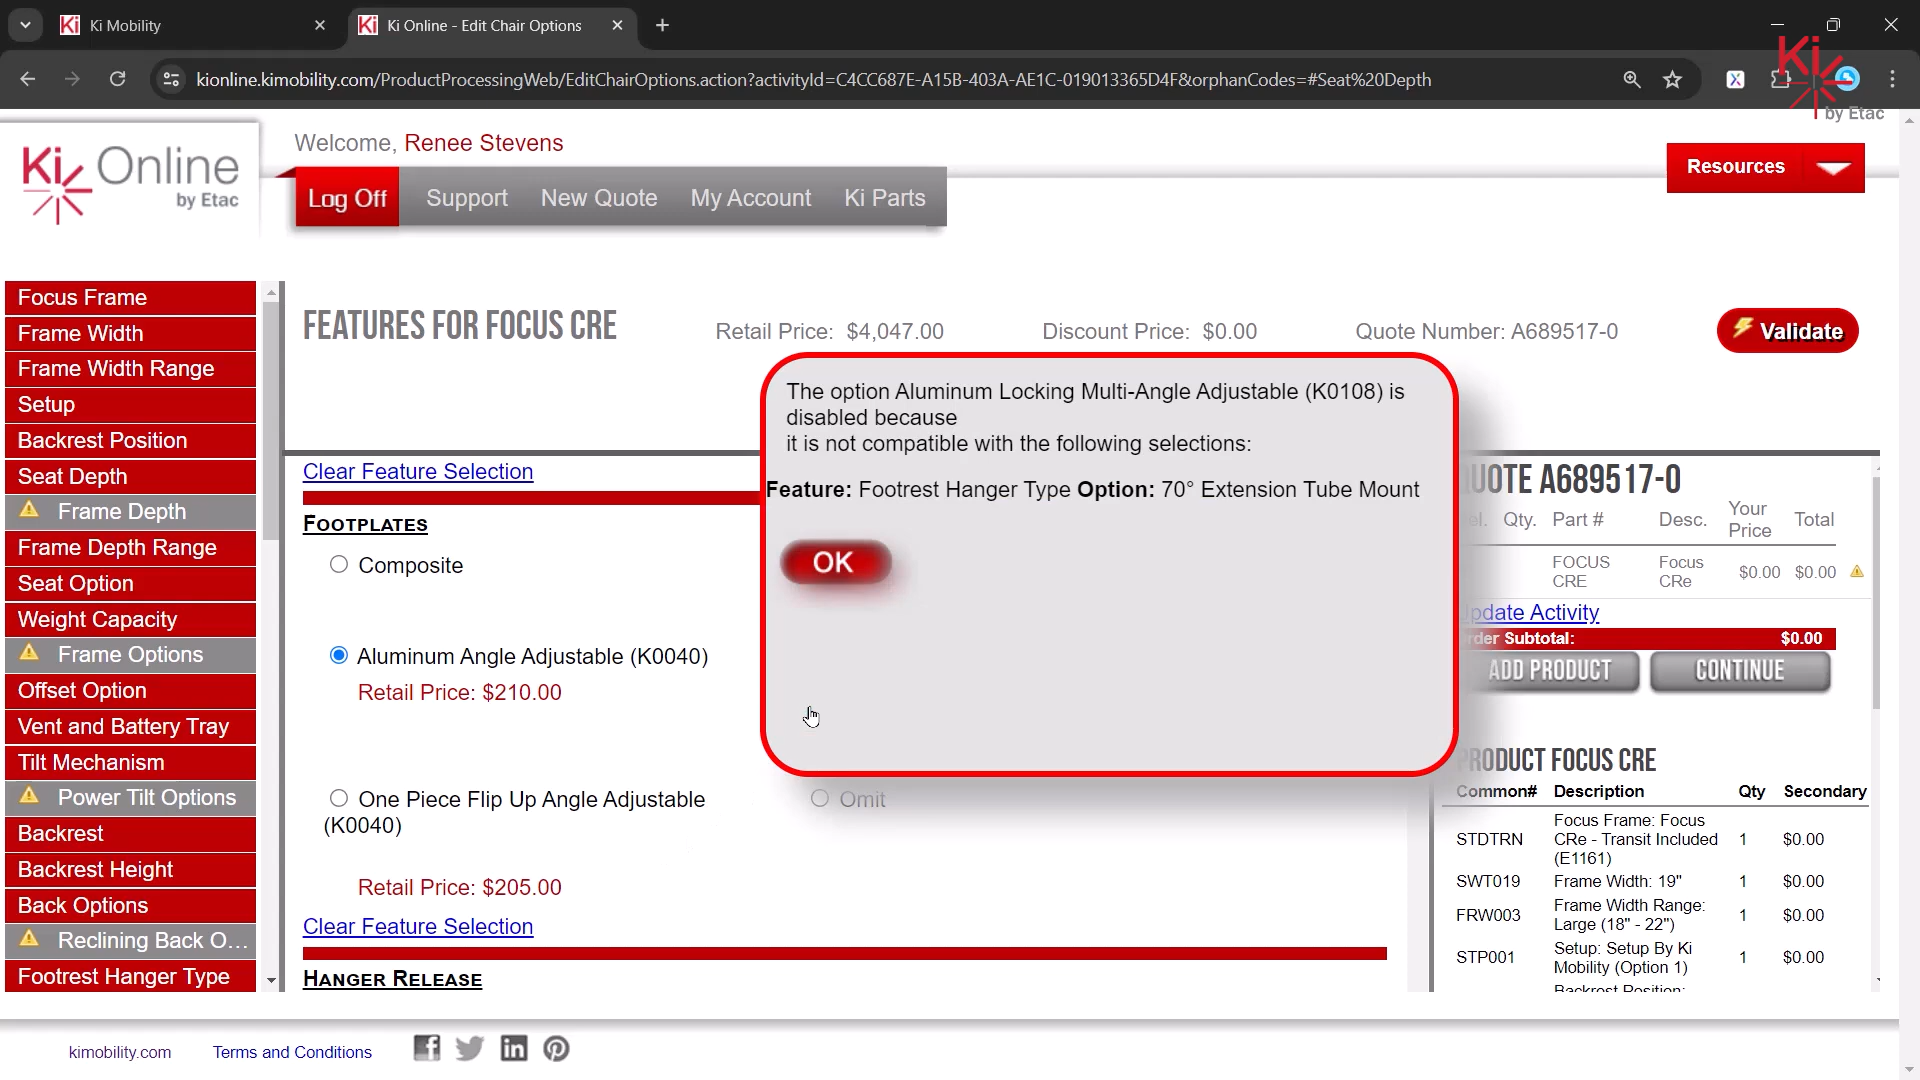 Ki Mobility
Ki Online - Edit Chair Options
kionline.kimobility.com/ProductProcessingWeb/EditChairOptions.action?activityId=C4CC687E-A15B-403A-AE1C-019013365D4F&orphanCodes=#Seat%20Depth
Ki
by Etac
Ki Online
by Etac
Welcome, Renee Stevens
Log Off
Support
New Quote
My Account
Ki Parts
Resources
Focus Frame
Frame Width
Frame Width Range
Setup
Backrest Position
Seat Depth
Frame Depth
Frame Depth Range
Seat Option
Weight Capacity
Frame Options
Offset Option
Vent and Battery Tray
Tilt Mechanism
Power Tilt Options
Backrest
Backrest Height
Back Options
Reclining Back O...
Footrest Hanger Type
FEATURES FOR FOCUS CRE
Retail Price: $4,047.00
Discount Price: $0.00
Quote Number: A689517-0
Validate
Clear Feature Selection
FOOTPLATES
Composite
Aluminum Angle Adjustable (K0040)
Retail Price: $210.00
One Piece Flip Up Angle Adjustable
(K0040)
Retail Price: $205.00
Omit
Clear Feature Selection
HANGER RELEASE
The option Aluminum Locking Multi-Angle Adjustable (K0108) is
disabled because
it is not compatible with the following selections:
Feature: Footrest Hanger Type Option: 70° Extension Tube Mount
OK
QUOTE A689517-0
Qty. Part # Desc. Your Price Total
FOCUS CRE Focus CRe $0.00 $0.00
Update Activity
Order Subtotal: $0.00
ADD PRODUCT
CONTINUE
PRODUCT FOCUS CRE
Common# Description Qty Secondary
STDTRN Focus Frame: Focus CRe - Transit Included (E1161) 1 $0.00
SWT019 Frame Width: 19" 1 $0.00
FRW003 Frame Width Range: Large (18" - 22") 1 $0.00
STP001 Setup: Setup By Ki Mobility (Option 1) 1 $0.00
Backrest Position:
kimobility.com
Terms and Conditions